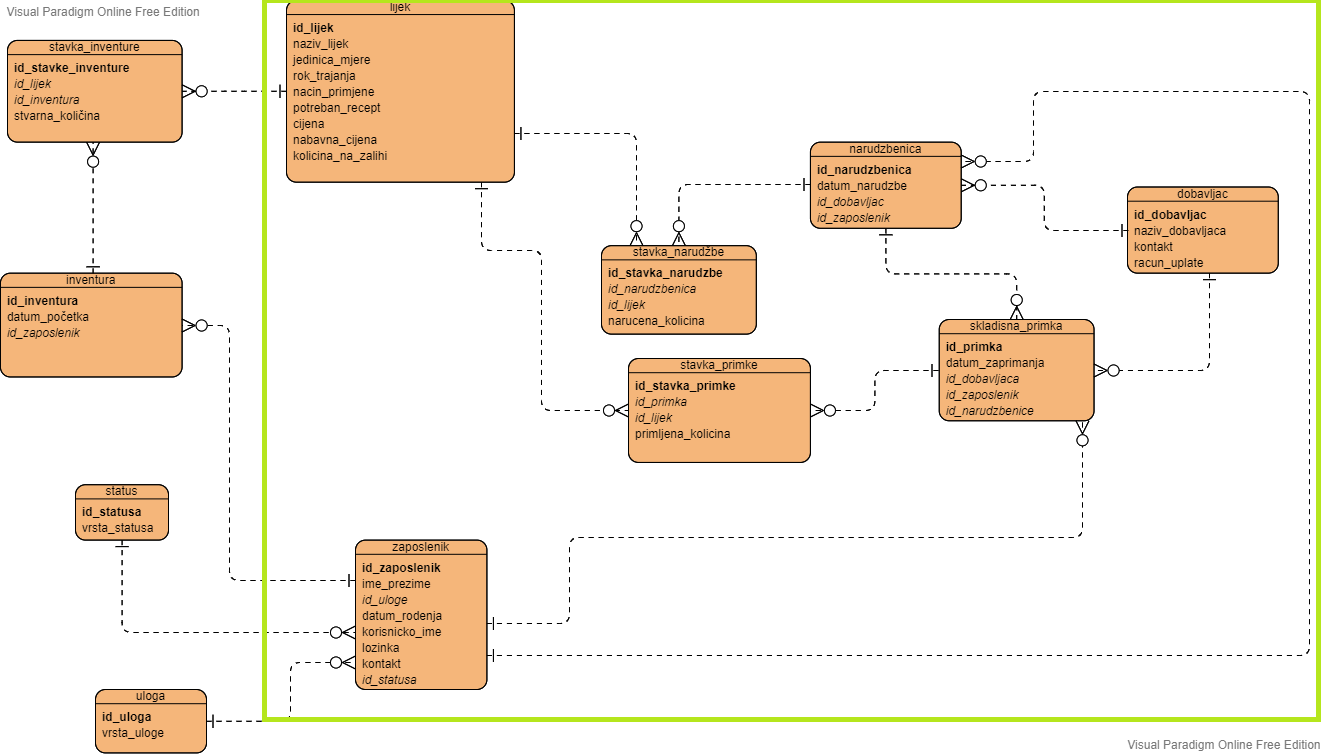 Visual Paradigm Online Free Edition
stavka_inventure
id_stavke_inventure
id_lijek
id_inventura
stvarna_količina
lijek
id_lijek
naziv_lijek
jedinica_mjere
rok_trajanja
nacin_primjene
potreban_recept
cijena
nabavna_cijena
kolicina_na_zalihi
narudzbenica
id_narudzbenica
datum_narudzbe
id_dobavljac
id_zaposlenik
dobavljac
id_dobavljac
naziv_dobavljaca
kontakt
racun_uplate
stavka_narudžbe
id_stavka_narudzbe
id_narudzbenica
id_lijek
narucena_kolicina
inventura
id_inventura
datum_početka
id_zaposlenik
skladisna_primka
id_primka
datum_zaprimanja
id_dobavljaca
id_zaposlenik
id_narudzbenice
stavka_primke
id_stavka_primke
id_primka
id_lijek
primljena_kolicina
status
id_statusa
vrsta_statusa
zaposlenik
id_zaposlenik
ime_prezime
id_uloge
datum_rodenja
korisnicko_ime
lozinka
kontakt
id_statusa
uloga
id_uloga
vrsta_uloge
Visual Paradigm Online Free Edition